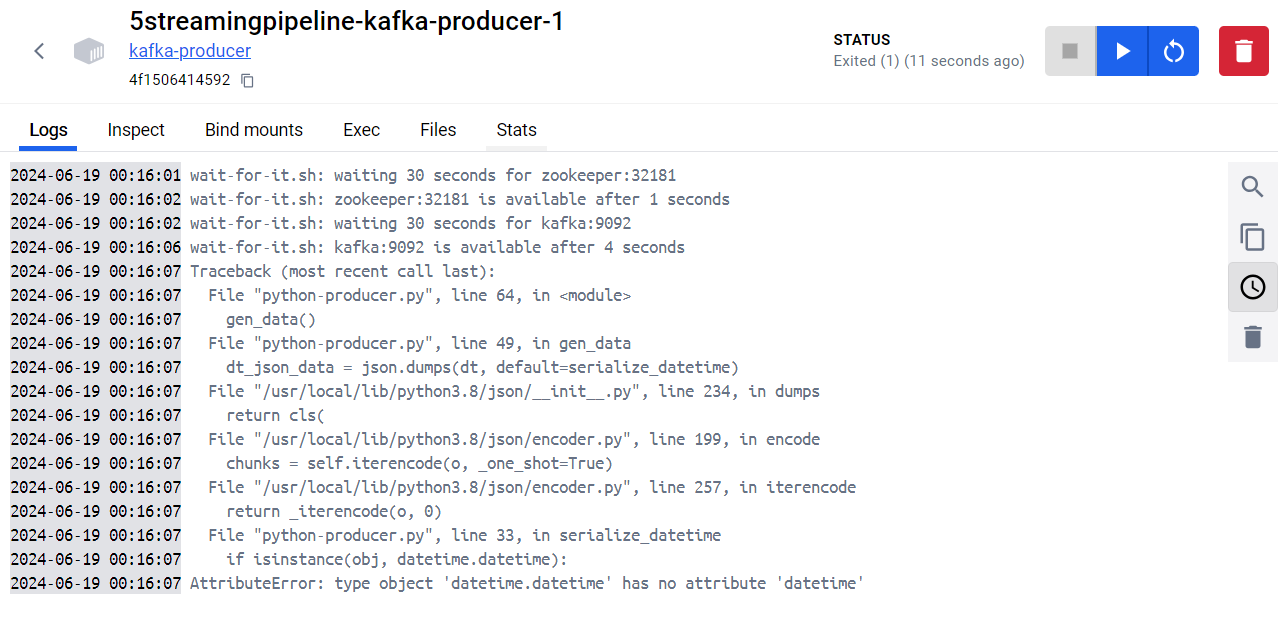 5streamingpipeline-kafka-producer-1
kafka-producer
4f1506414592
STATUS
Exited (1) (11 seconds ago)
Logs Inspect Bind mounts Exec Files Stats
2024-06-19 00:16:01 wait-for-it.sh: waiting 30 seconds for zookeeper:32181
2024-06-19 00:16:02 wait-for-it.sh: zookeeper:32181 is available after 1 seconds
2024-06-19 00:16:02 wait-for-it.sh: waiting 30 seconds for kafka:9092
2024-06-19 00:16:06 wait-for-it.sh: kafka:9092 is available after 4 seconds
2024-06-19 00:16:07 Traceback (most recent call last):
2024-06-19 00:16:07   File "python-producer.py", line 64, in <module>
2024-06-19 00:16:07     gen_data()
2024-06-19 00:16:07   File "python-producer.py", line 49, in gen_data
2024-06-19 00:16:07     dt_json_data = json.dumps(dt, default=serialize_datetime)
2024-06-19 00:16:07   File "/usr/local/lib/python3.8/json/__init__.py", line 234, in dumps
2024-06-19 00:16:07     return cls(
2024-06-19 00:16:07   File "/usr/local/lib/python3.8/json/encoder.py", line 199, in encode
2024-06-19 00:16:07     chunks = self.iterencode(o, _one_shot=True)
2024-06-19 00:16:07   File "/usr/local/lib/python3.8/json/encoder.py", line 257, in iterencode
2024-06-19 00:16:07     return _iterencode(o, 0)
2024-06-19 00:16:07   File "python-producer.py", line 33, in serialize_datetime
2024-06-19 00:16:07     if isinstance(obj, datetime.datetime):
2024-06-19 00:16:07 AttributeError: type object 'datetime.datetime' has no attribute 'datetime'